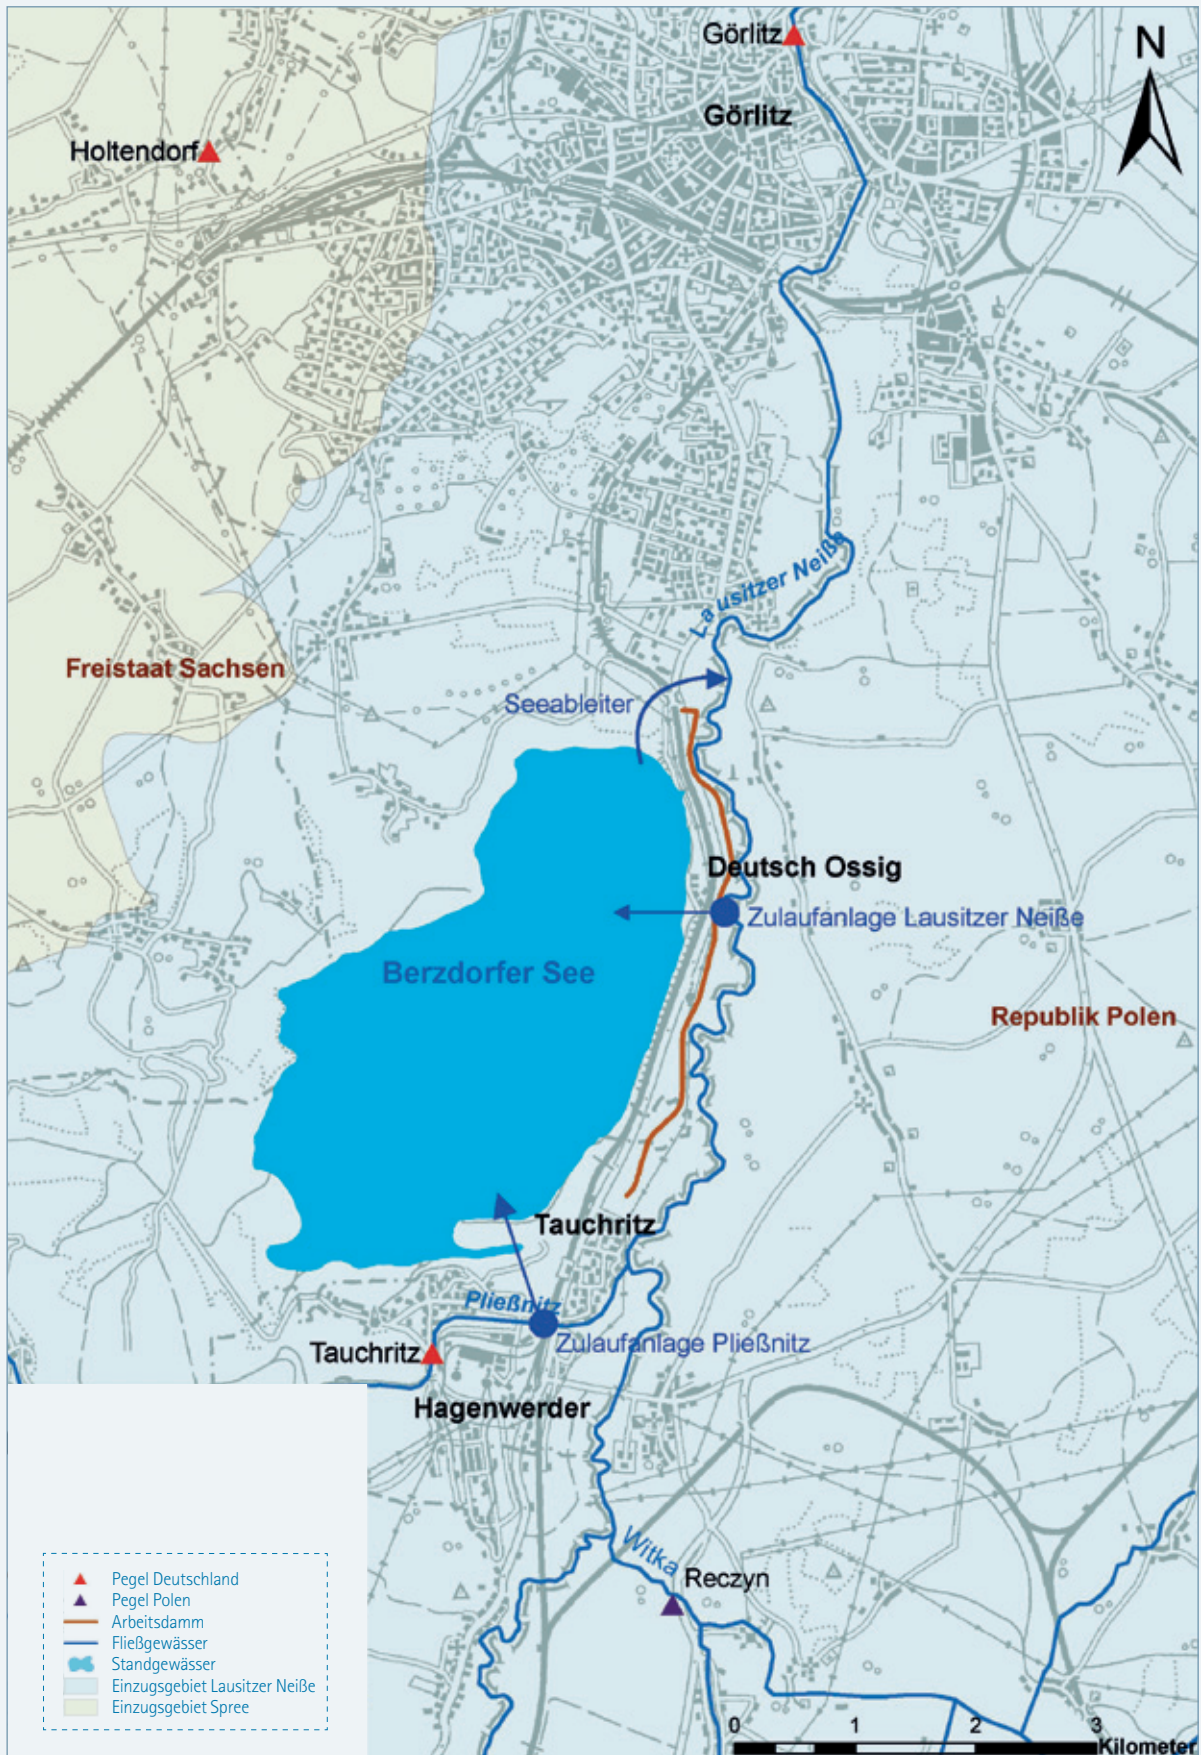 Görlitz
N
Görlitz
Holtendorf
Lausitzer Neiße
Freistaat Sachsen
Seeableiter
Deutsch Ossig
Zulaufanlage Lausitzer Neiße
Berzdorfer See
Republik Polen
Tauchritz
Pließnitz
Zulaufanlage Pließnitz
Tauchritz
Hagenwerder
Witka
Reczyn
Pegel Deutschland
Pegel Polen
Arbeitsdamm
Fließgewässer
Standgewässer
Einzugsgebiet Lausitzer Neiße
Einzugsgebiet Spree
0 1 2 3
Kilometer